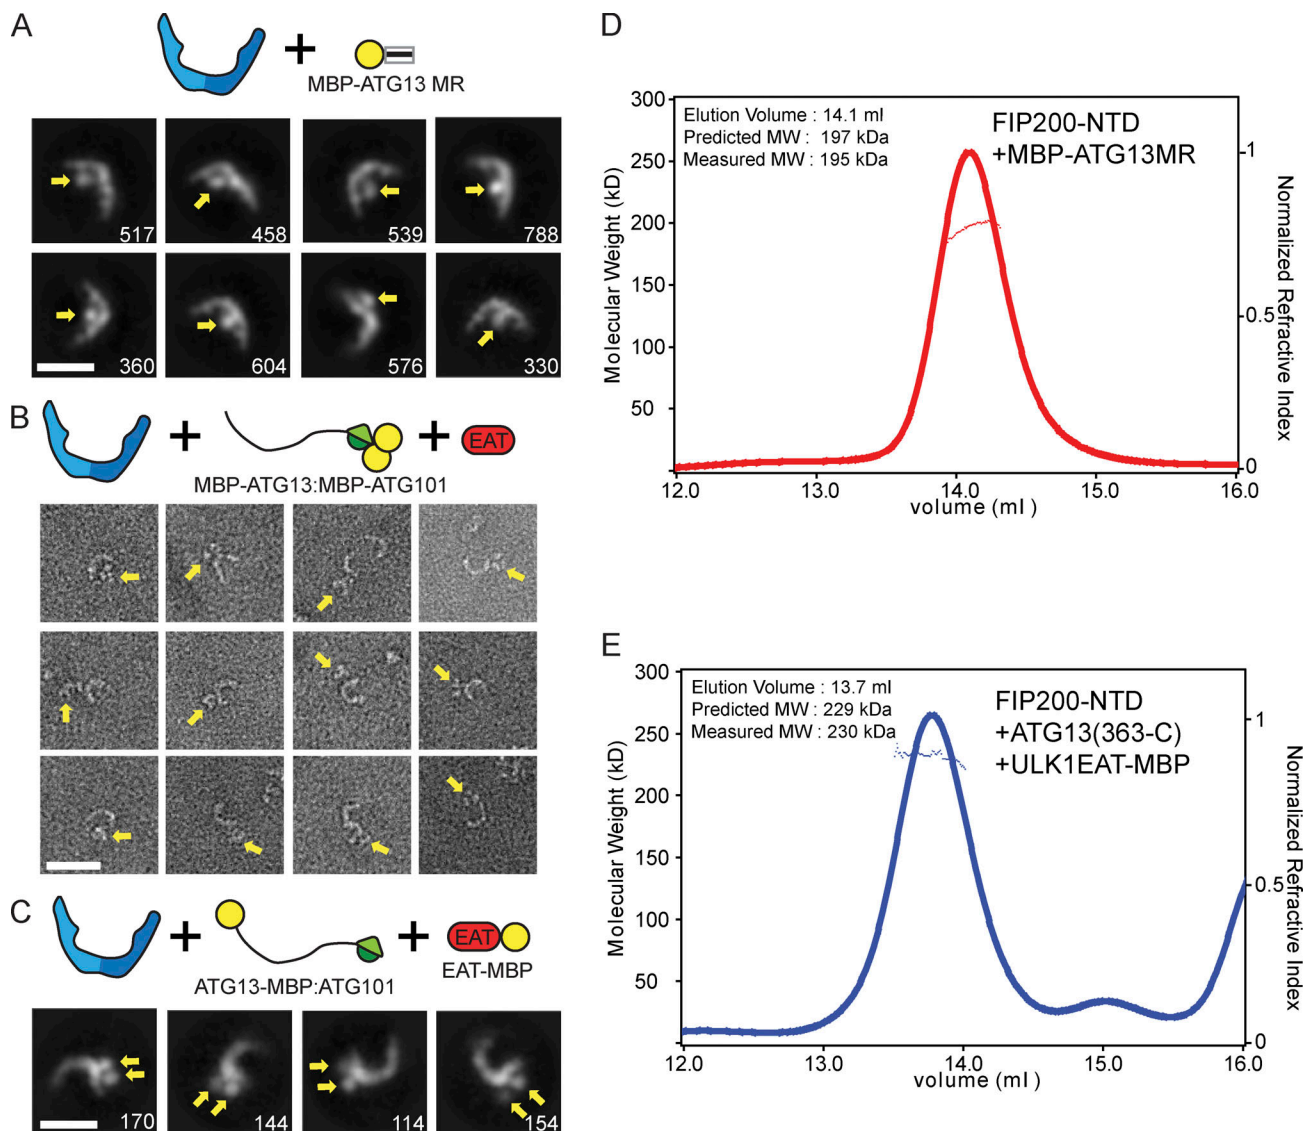 A
MBP-ATG13 MR
517
458
539
788
360
604
576
330
B
EAT
MBP-ATG13:MBP-ATG101
C
EAT
EAT-MBP
ATG13-MBP:ATG101
170
144
114
154
D
300
250
200
150
100
50
Molecular Weight (kD)
Elution Volume : 14.1 ml
Predicted MW : 197 kDa
Measured MW : 195 kDa
FIP200-NTD
+MBP-ATG13MR
1
0.5
0
Normalized Refractive Index
12.0
13.0
14.0
15.0
16.0
volume (ml)
E
300
250
200
150
100
50
Molecular Weight (kD)
Elution Volume : 13.7 ml
Predicted MW : 229 kDa
Measured MW : 230 kDa
FIP200-NTD
+ATG13(363-C)
+ULK1EAT-MBP
1
0.5
0
Normalized Refractive Index
12.0
13.0
14.0
15.0
16.0
volume (ml)